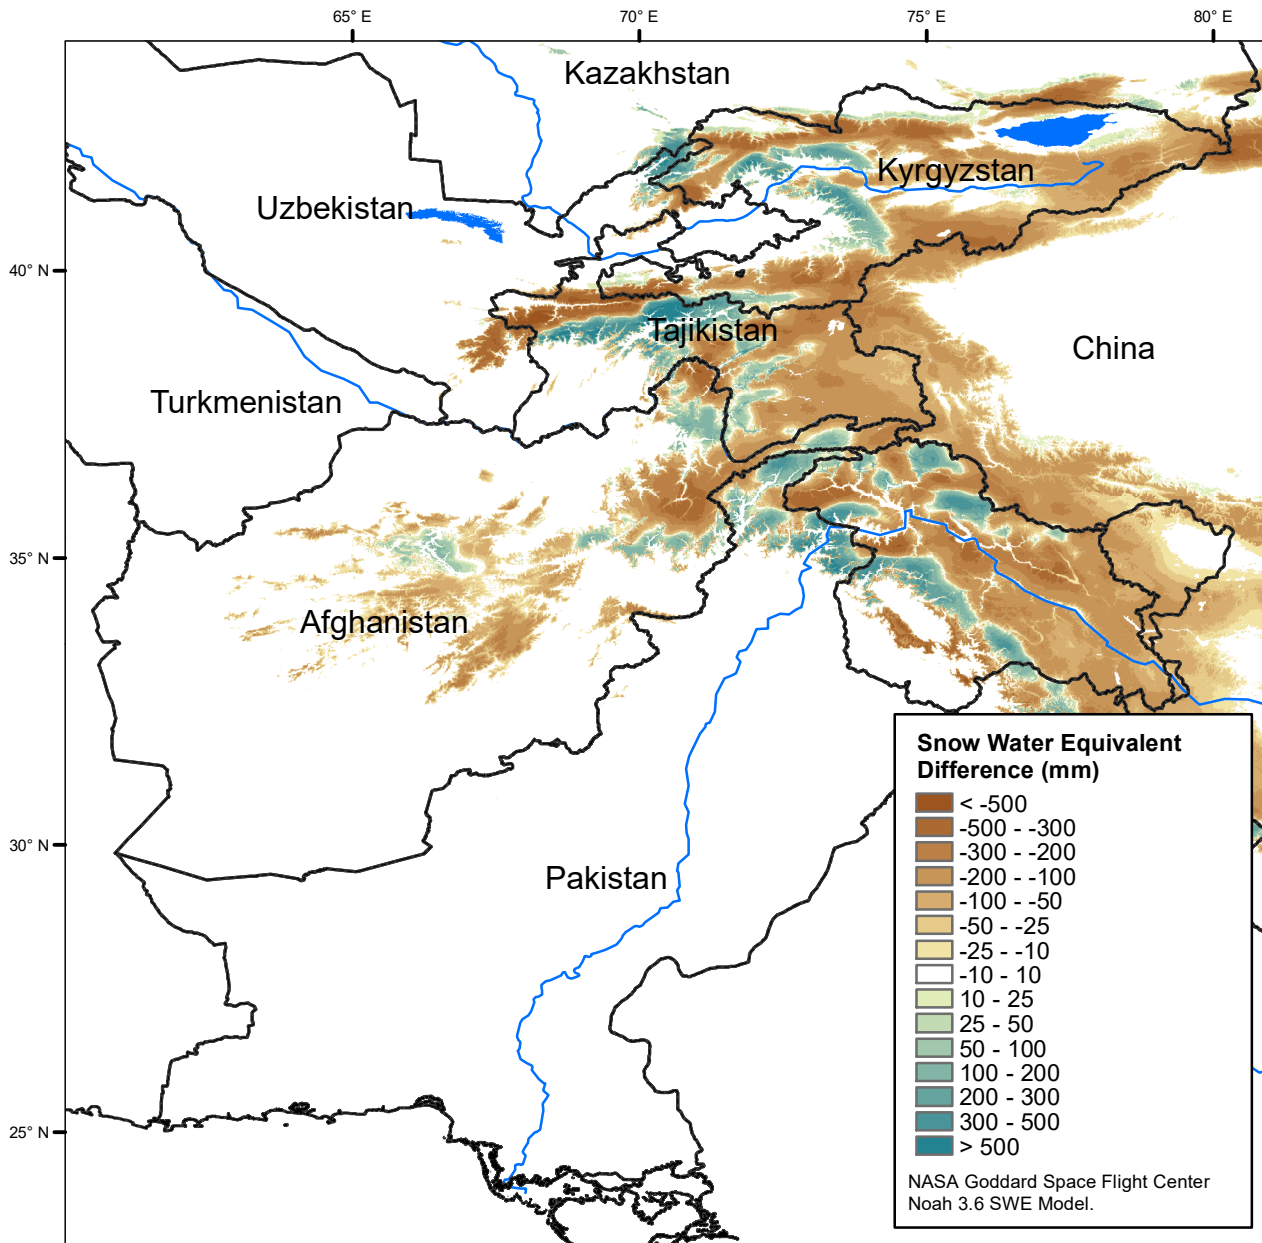 65° E
70° E
75° E
80° E
Kazakhstan
Kyrgyzstan
Uzbekistan
40° N
Tajikistan
China
Turkmenistan
35° N
Afghanistan
Snow Water Equivalent
Difference (mm)
< -500
-500 - -300
-300 - -200
-200 - -100
-100 - -50
-50 - -25
-25 - -10
-10 - 10
10 - 25
25 - 50
50 - 100
100 - 200
200 - 300
300 - 500
> 500
NASA Goddard Space Flight Center
Noah 3.6 SWE Model.
30° N
Pakistan
25° N